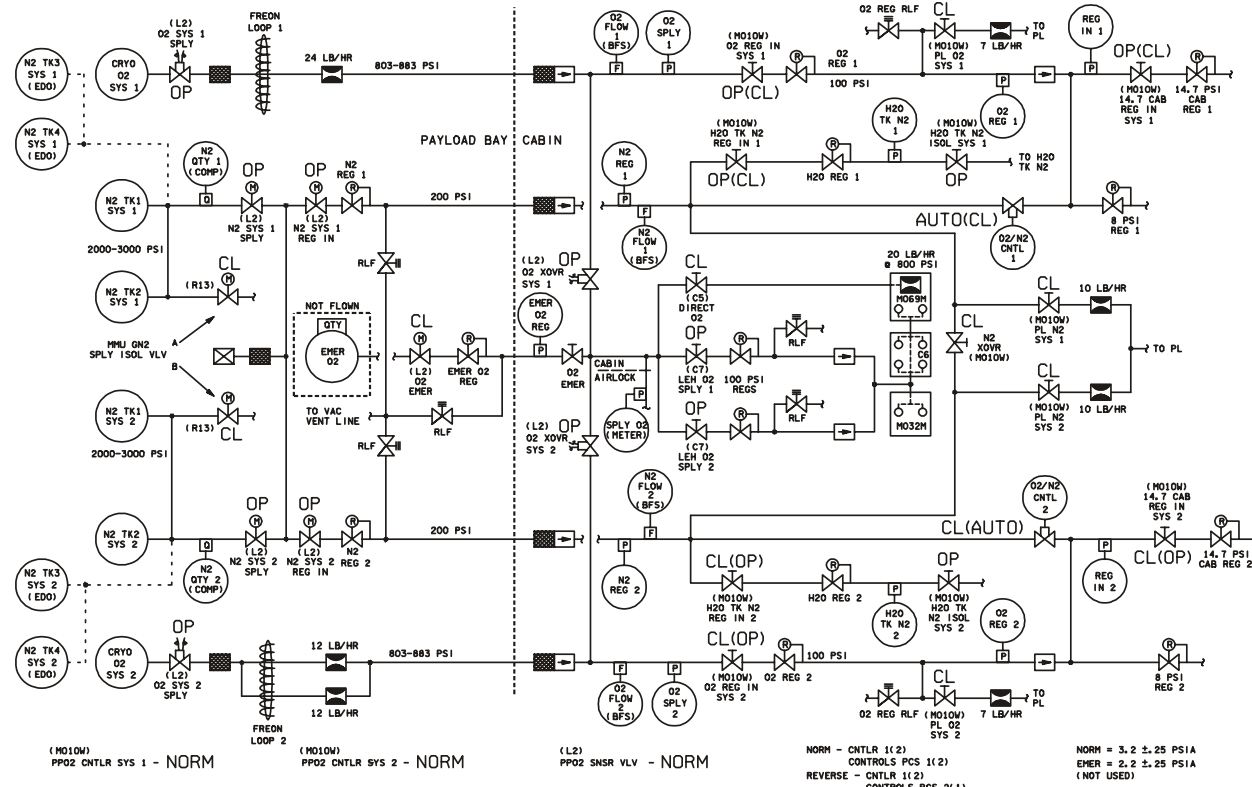 O2 REG RLF
CL
TO
PL
(L2)
O2 SYS 1
SPLY
FREON
LOOP 1
O2
FLOW
1
(BFS)
O2
SPLY
1
(M010W)
O2 REG IN
SYS 1
O2
REG 1
(M010W)
PL O2
SYS 1
7 LB/HR
REG
IN 1
OP(CL)
N2 TK3
SYS 1
(EDO)
CRYO
O2
SYS 1
OP
24 LB/HR
803-883 PSI
F
P
R
OP(CL)
100 PSI
P
O2
REG 1
P
(M010W)
14.7 CAB
REG IN
SYS 1
R
14.7 PSI
CAB
REG 1
N2 TK4
SYS 1
(EDO)
PAYLOAD BAY
CABIN
(M010W)
H2O TK N2
REG IN 1
H2O
TK N2
1
(M010W)
H2O TK N2
ISOL SYS 1
N2
QTY 1
(COMP)
OP
OP
N2
REG 1
N2
REG
1
R
P
TO H2O
TK N2
OP(CL)
H2O REG 1
OP
N2 TK1
SYS 1
Q
M
M
R
200 PSI
P
F
AUTO(CL)
R
(L2)
N2 SYS 1
SPLY
(L2)
N2 SYS 1
REG IN
N2
FLOW
1
(BFS)
O2/N2
CNTL
1
8 PSI
REG 1
2000-3000 PSI
CL
RLF
(L2)
O2 XOVR
SYS 1
OP
CL
20 LB/HR
@ 800 PSI
N2 TK2
SYS 1
(R13)
M
NOT FLOWN
QTY
EMER
O2
EMER
O2
REG
(C5)
DIRECT
O2
M069M
CL
10 LB/HR
MMU GN2
SPLY ISOL VLV
A
B
CL
M
R
P
OP
R
RLF
C6
CL
N2
XOVR
(M010W)
(M010W)
PL N2
SYS 1
TO PL
(L2)
O2
EMER
EMER O2
REG
O2
EMER
CABIN
AIRLOCK
(C7)
LEH O2
SPLY 1
100 PSI
REGS
CL
N2 TK1
SYS 2
M
(R13)
CL
TO VAC
VENT LINE
RLF
P
OP
R
RLF
(M010W)
PL N2
SYS 2
10 LB/HR
2000-3000 PSI
RLF
(L2)
O2 XOVR
SYS 2
OP
SPLY O2
(METER)
(C7)
LEH O2
SPLY 2
M032M
N2
FLOW
2
(BFS)
O2/N2
CNTL
2
(M010W)
14.7 CAB
REG IN
SYS 2
OP
OP
N2 TK2
SYS 2
M
M
R
200 PSI
F
CL(AUTO)
R
Q
(L2)
N2 SYS 2
SPLY
(L2)
N2 SYS 2
REG IN
N2
REG 2
P
P
CL(OP)
14.7 PSI
CAB REG 2
N2 TK3
SYS 2
(EDO)
N2
QTY 2
(COMP)
N2
REG 2
CL(OP)
R
OP
REG
IN 2
(M010W)
H2O TK N2
REG IN 2
H2O REG 2
P
H2O
TK N2
2
(M010W)
H2O TK
N2 ISOL
SYS 2
O2
REG 2
N2 TK4
SYS 2
(EDO)
CRYO
O2
SYS 2
OP
12 LB/HR
803-883 PSI
CL(OP)
R
100 PSI
P
R
(L2)
O2 SYS 2
SPLY
F
P
(M010W)
O2 REG IN
SYS 2
O2 REG 2
8 PSI
REG 2
12 LB/HR
FREON
LOOP 2
O2
FLOW
2
(BFS)
O2
SPLY
2
O2 REG RLF
CL
(M010W)
PL O2
SYS 2
7 LB/HR
TO
PL
(M010W)
PPO2 CNTLR SYS 1 - NORM
(M010W)
PPO2 CNTLR SYS 2 - NORM
(L2)
PPO2 SNSR VLV - NORM
NORM - CNTLR 1(2)
CONTROLS PCS 1(2)
REVERSE - CNTLR 1(2)
CONTROLS PCS 2(1)
NORM = 3.2 ±.25 PSIA
EMER = 2.2 ±.25 PSIA
(NOT USED)